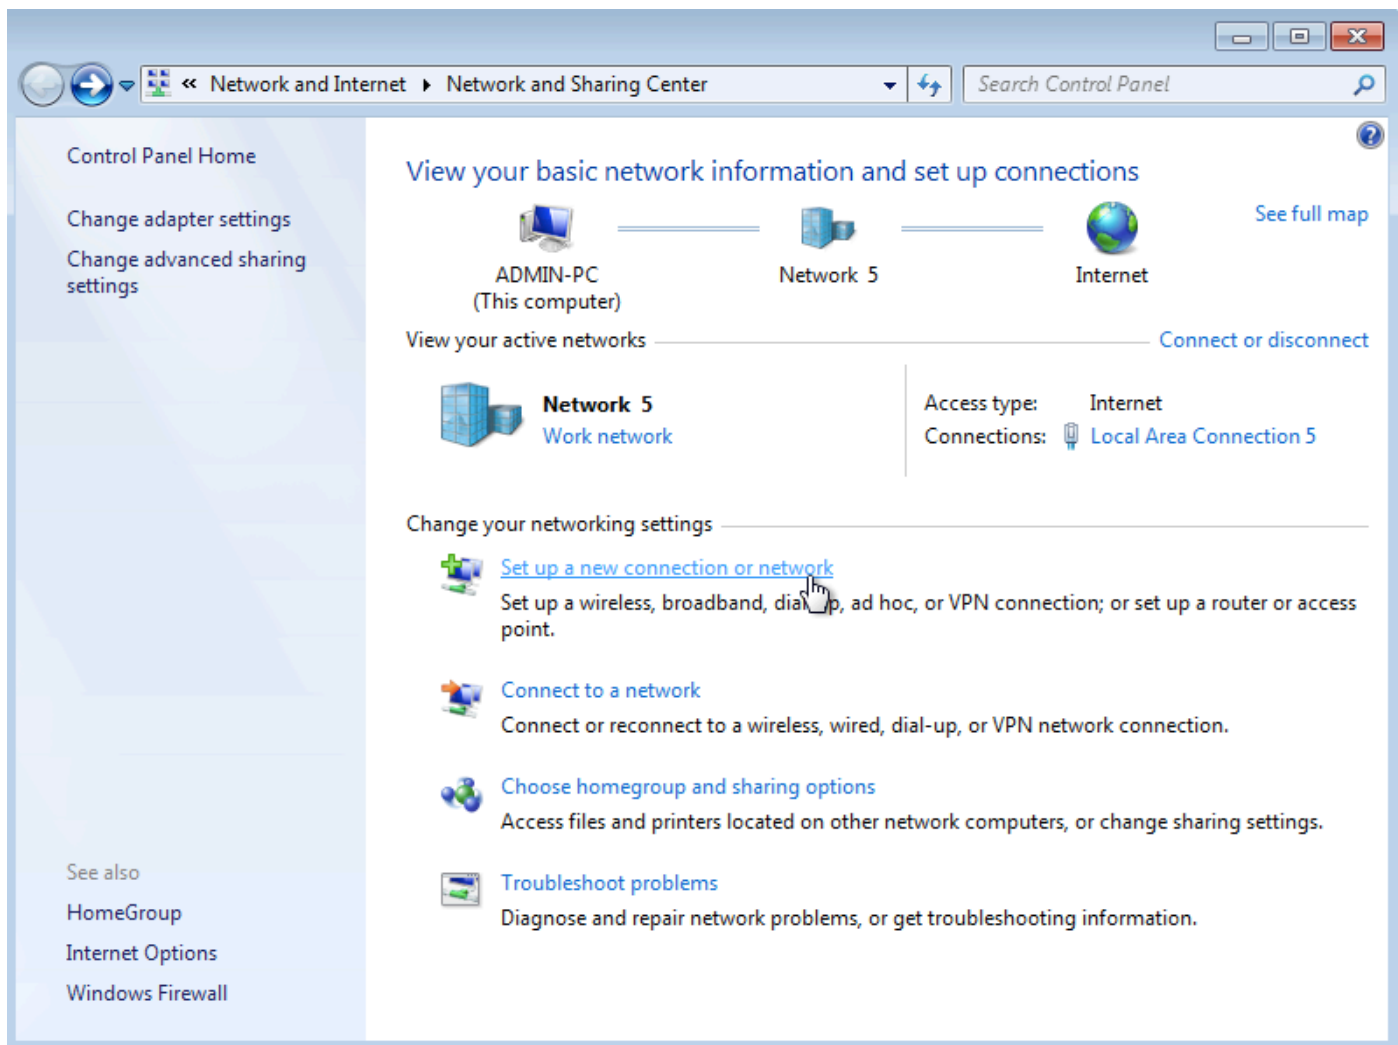 « Network and Internet ▸ Network and Sharing Center
Search Control Panel
Control Panel Home
Change adapter settings
Change advanced sharing
settings
See also
HomeGroup
Internet Options
Windows Firewall
View your basic network information and set up connections
See full map
ADMIN-PC
(This computer)
Network 5
Internet
View your active networks
Connect or disconnect
Network 5
Work network
Access type: Internet
Connections: Local Area Connection 5
Change your networking settings
Set up a new connection or network
Set up a wireless, broadband, dial-up, ad hoc, or VPN connection; or set up a router or access
point.
Connect to a network
Connect or reconnect to a wireless, wired, dial-up, or VPN network connection.
Choose homegroup and sharing options
Access files and printers located on other network computers, or change sharing settings.
Troubleshoot problems
Diagnose and repair network problems, or get troubleshooting information.